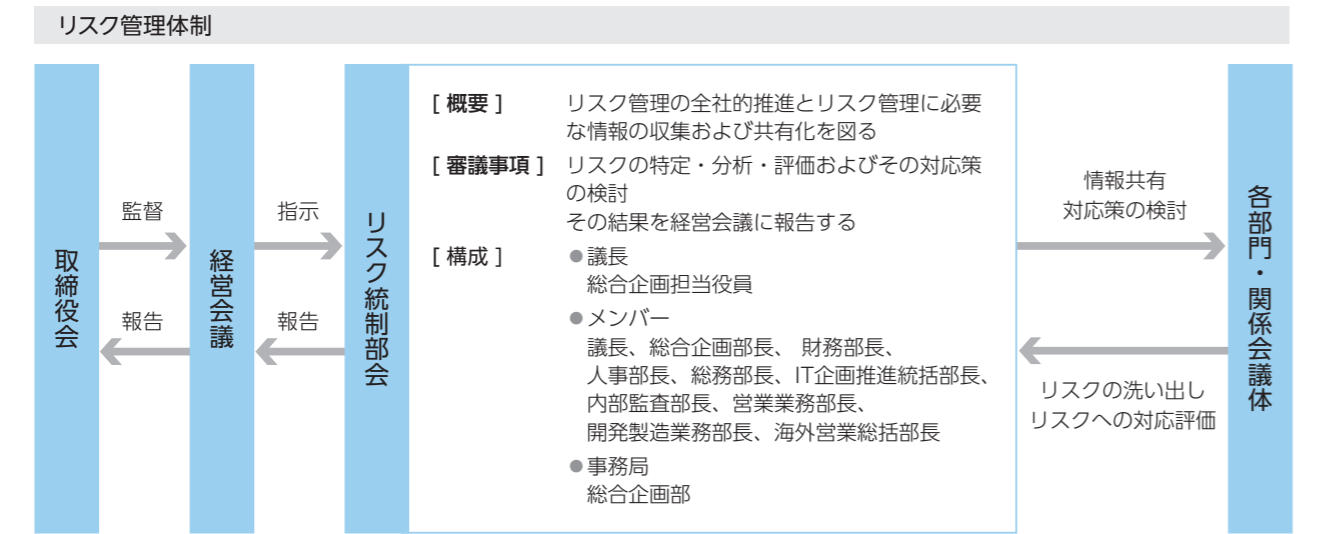 リスク管理体制
取締役会
監督
報告
経営会議
指示
報告
リスク統制部会
[ 概要 ] リスク管理の全社的推進とリスク管理に必要
な情報の収集および共有化を図る
[ 審議事項 ] リスクの特定・分析・評価およびその対応策
の検討
その結果を経営会議に報告する
[ 構成 ] ●議長
総合企画担当役員
●メンバー
議長、総合企画部長、 財務部長、
人事部長、総務部長、IT企画推進統括部長、
内部監査部長、営業業務部長、
開発製造業務部長、海外営業総括部長
●事務局
総合企画部
情報共有
対応策の検討
リスクの洗い出し
リスクへの対応評価
各部門・関係会議体